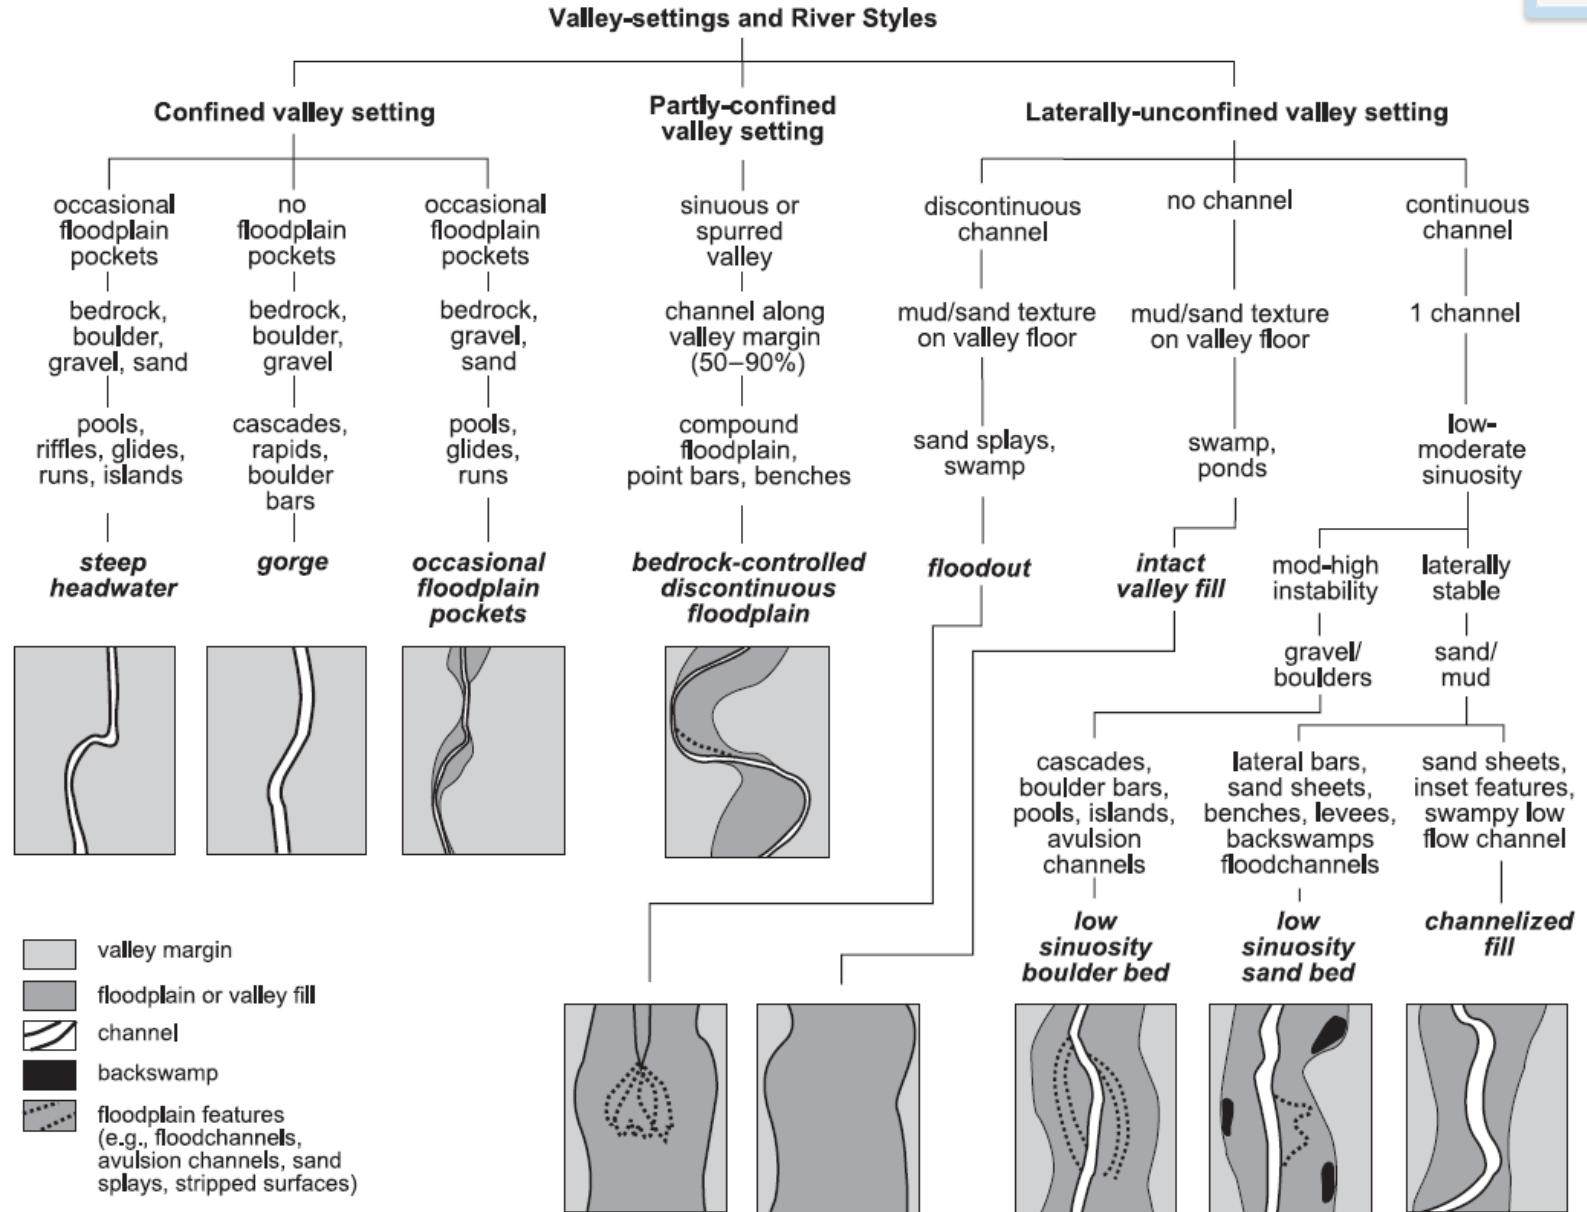 Valley-settings and River Styles
Confined valley setting
Partly-confined
valley setting
Laterally-unconfined valley setting
occasional
floodplain
pockets
bedrock,
boulder,
gravel, sand
pools,
riffles, glides,
runs, islands
steep
headwater
no
floodplain
pockets
bedrock,
boulder,
gravel
cascades,
rapids,
boulder
bars
gorge
occasional
floodplain
pockets
bedrock,
gravel,
sand
pools,
glides,
runs
occasional
floodplain
pockets
sinuous or
spurred
valley
channel along
valley margin
(50–90%)
compound
floodplain,
point bars, benches
bedrock-controlled
discontinuous
floodplain
discontinuous
channel
mud/sand texture
on valley floor
sand splays,
swamp
floodout
no channel
mud/sand texture
on valley floor
swamp,
ponds
intact
valley fill
continuous
channel
1 channel
low-
moderate
sinuosity
mod-high
instability
gravel/
boulders
laterally
stable
sand/
mud
cascades,
boulder bars,
pools, islands,
avulsion
channels
low
sinuosity
boulder bed
lateral bars,
sand sheets,
benches, levees,
backswamps
floodchannels
low
sinuosity
sand bed
sand sheets,
inset features,
swampy low
flow channel
channelized
fill
valley margin
floodplain or valley fill
channel
backswamp
floodplain features
(e.g., floodchannels,
avulsion channels, sand
splays, stripped surfaces)